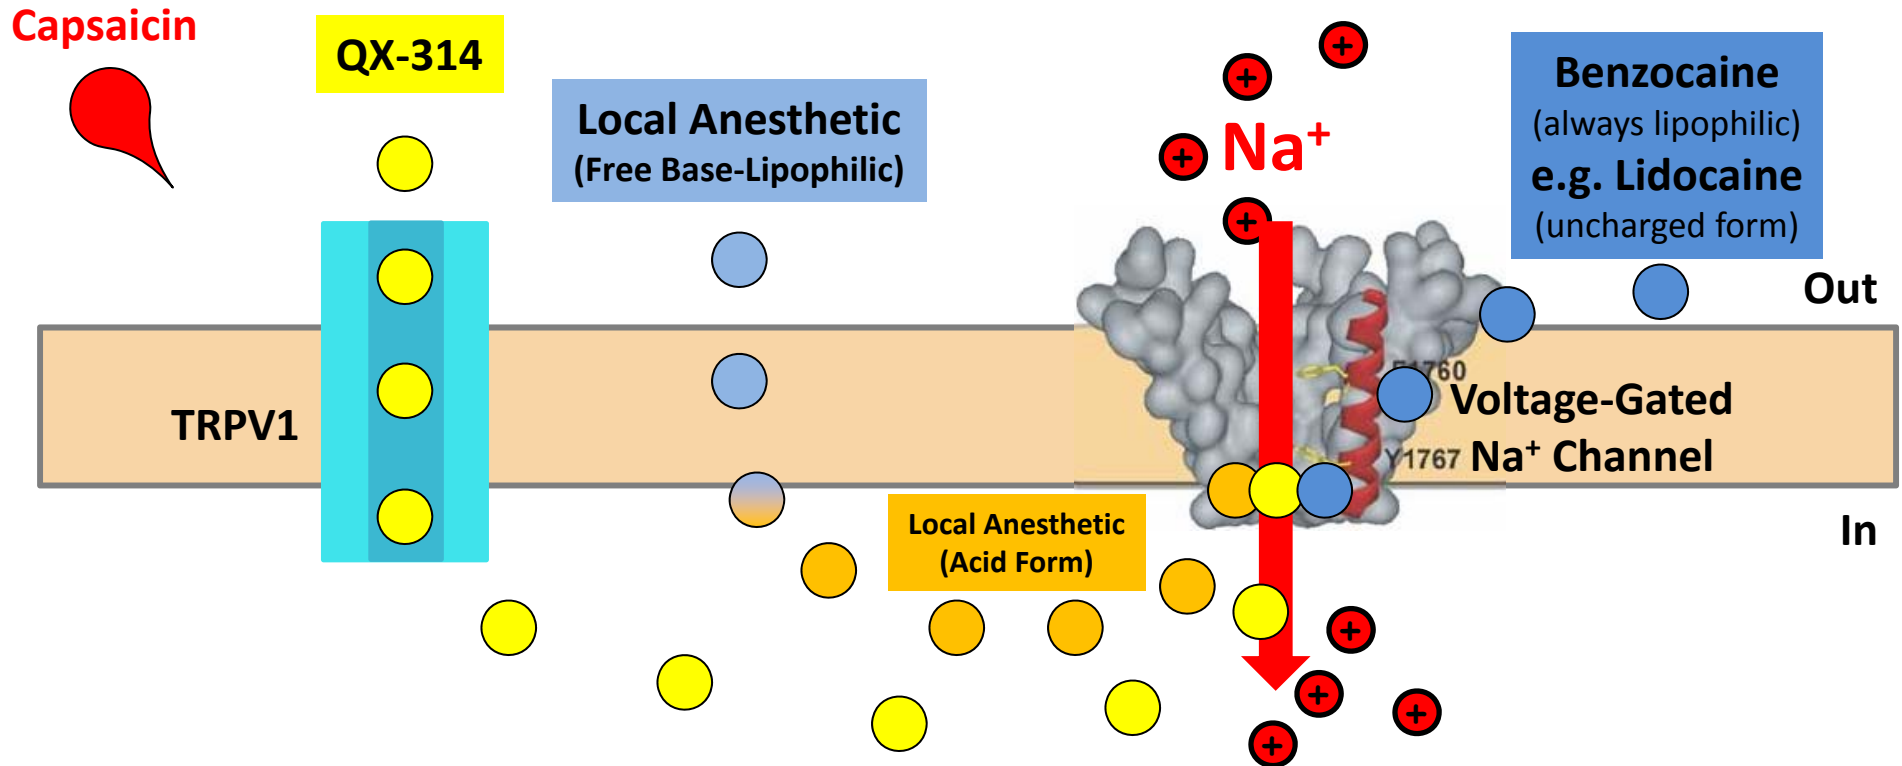 Capsaicin
QX-314
Local Anesthetic
(Free Base-Lipophilic)
Na⁺
Benzocaine
(always lipophilic)
e.g. Lidocaine
(uncharged form)
Out
TRPV1
F1760
Voltage-Gated
Y1767 Na⁺ Channel
Local Anesthetic
(Acid Form)
In
+
+
+
+
+
+
+
+